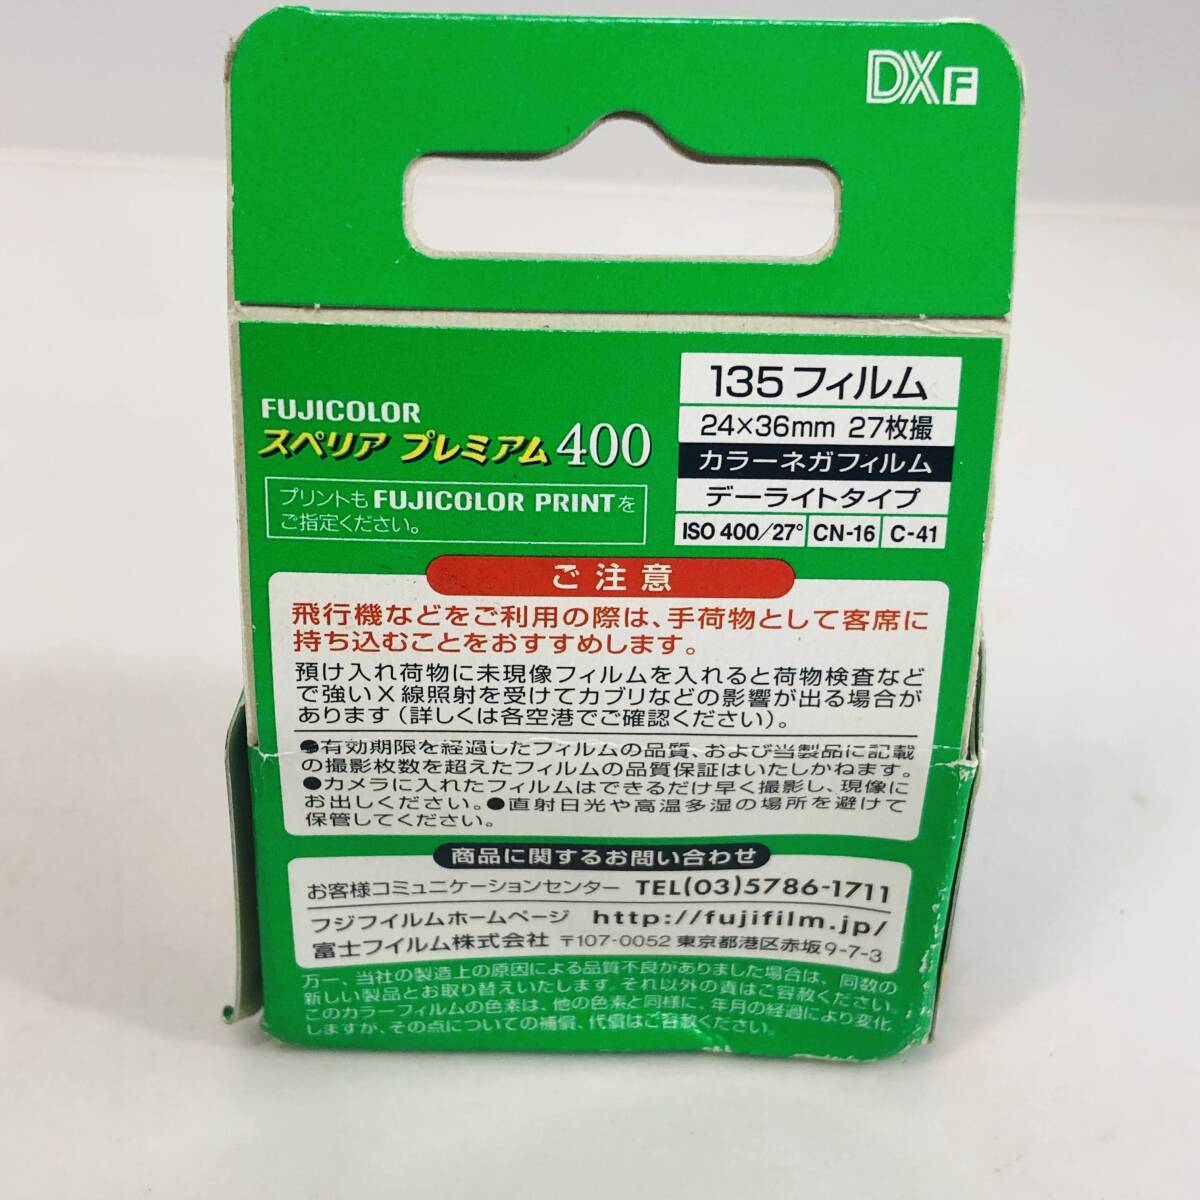 DXF
FUJICOLOR
スペリア プレミアム400
プリントもFUJICOLOR PRINTを
ご指定ください。
135フィルム
24×36mm 27枚撮
カラーネガフィルム
デーライトタイプ
ISO 400/27° CN-16 C-41
ご注意
飛行機などをご利用の際は、手荷物として客席に
持ち込むことをおすすめします。
預け入れ荷物に未現像フィルムを入れると荷物検査など
で強いX線照射を受けてカブリなどの影響が出る場合が
あります（詳しくは各空港でご確認ください）。
●有効期限を経過したフィルムの品質、および当製品に記載
の撮影枚数を超えたフィルムの品質保証はいたしかねます。
●カメラに入れたフィルムはできるだけ早く撮影し、現像に
お出しください。●直射日光や高温多湿の場所を避けて
保管してください。
商品に関するお問い合わせ
お客様コミュニケーションセンター TEL(03)5786-1711
フジフイルムホームページ http://fujifilm.jp/
富士フイルム株式会社 〒107-0052 東京都港区赤坂9-7-3
万一、当社の製造上の原因による品質不良がありました場合は、同数の
新しい製品とお取り替えいたします。それ以外の責はご容赦ください。
このカラーフィルムの色素は、他の色素と同様に、年月の経過により変化
しますが、その点についての補償、代償はご容赦ください。